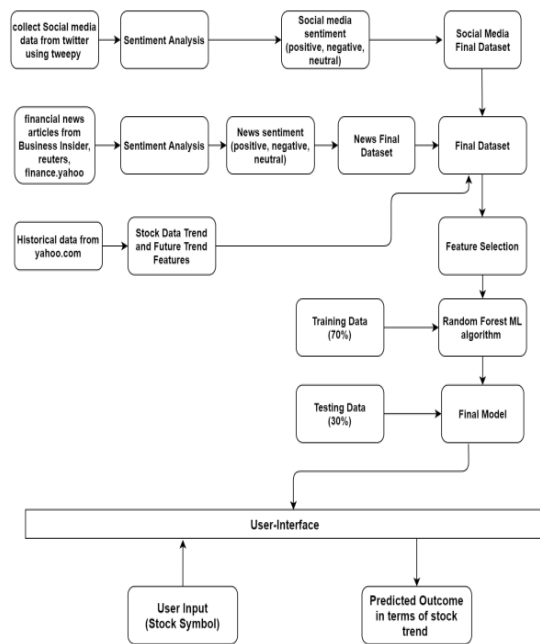 collect Social media
data from twitter
using tweepy
Sentiment Analysis
Social media
sentiment
(positive, negative,
neutral)
Social Media
Final Dataset
financial news
articles from
Business Insider,
reuters,
finance.yahoo
Sentiment Analysis
News sentiment
(positive, negative,
neutral)
News Final
Dataset
Final Dataset
Historical data from
yahoo.com
Stock Data Trend
and Future Trend
Features
Feature Selection
Training Data
(70%)
Random Forest ML
algorithm
Testing Data
(30%)
Final Model
User-Interface
User Input
(Stock Symbol)
Predicted Outcome
in terms of stock
trend